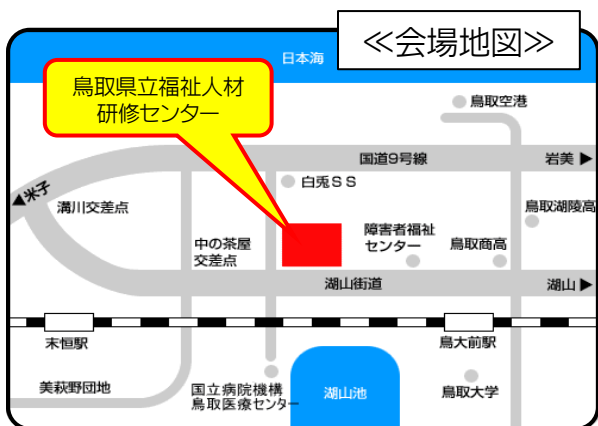 ≪会場地図≫
日本海
鳥取県立福祉人材
研修センター
鳥取空港
国道9号線
岩美▶
◀米子
白兎ＳＳ
溝川交差点
鳥取湖陵高
中の茶屋
交差点
障害者福祉
センター
鳥取商高
湖山街道
湖山▶
末恒駅
鳥大前駅
美萩野団地
国立病院機構
鳥取医療センター
湖山池
鳥取大学